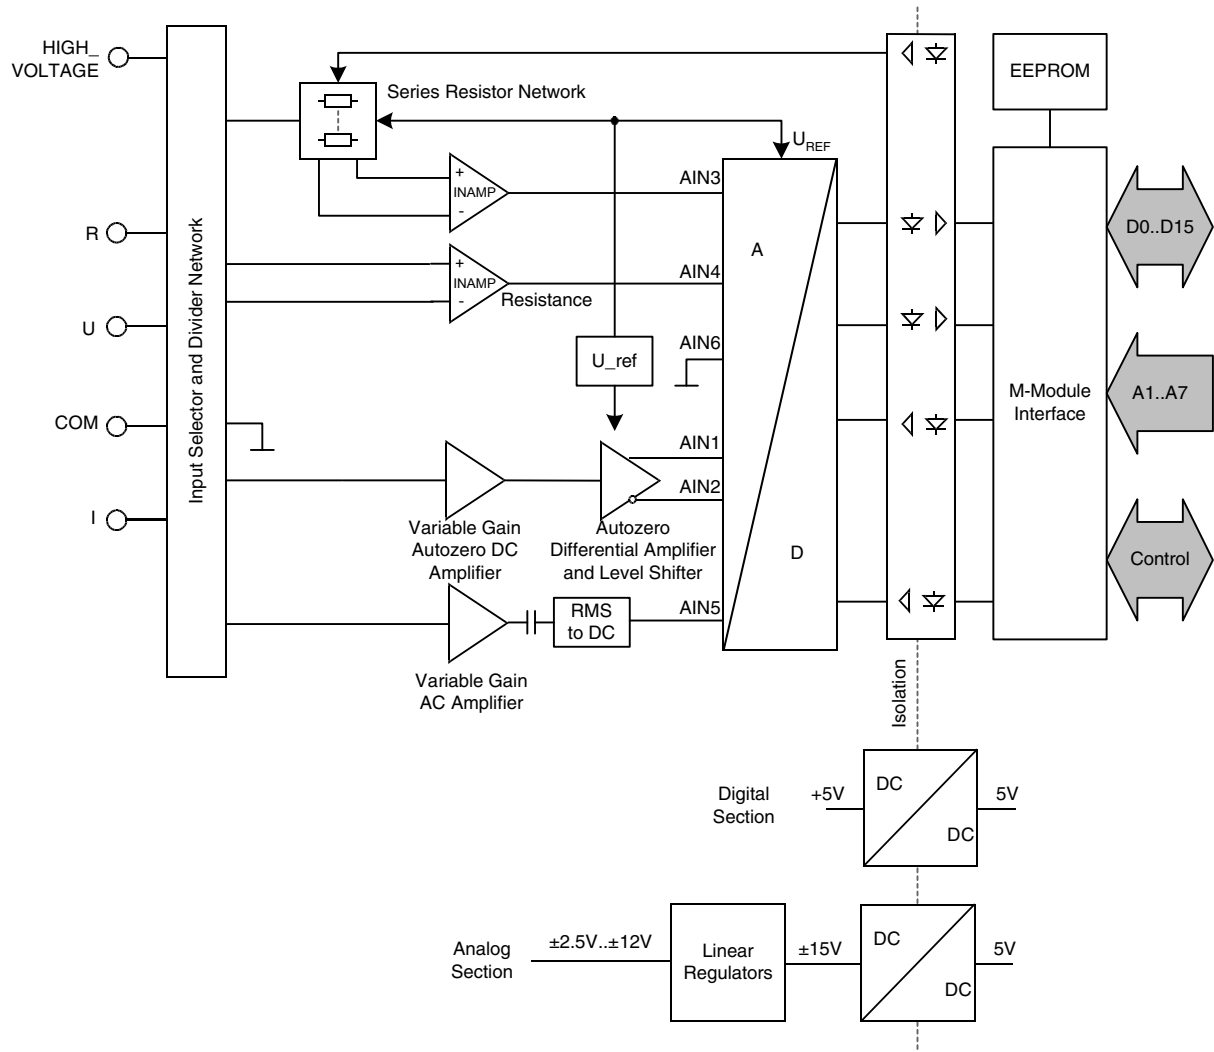 HIGH_
VOLTAGE
R
U
COM
I
Input Selector and Divider Network
Series Resistor Network
+
INAMP
-
+
INAMP
-
Resistance
U_ref
Variable Gain
Autozero DC
Amplifier
Autozero
Differential Amplifier
and Level Shifter
Variable Gain
AC Amplifier
RMS
to DC
UREF
AIN3
AIN4
AIN6
AIN1
AIN2
AIN5
A
D
Isolation
EEPROM
M-Module
Interface
D0..D15
A1..A7
Control
Digital
Section
+5V
DC
DC
5V
Analog
Section
±2.5V..±12V
Linear
Regulators
±15V
DC
DC
5V